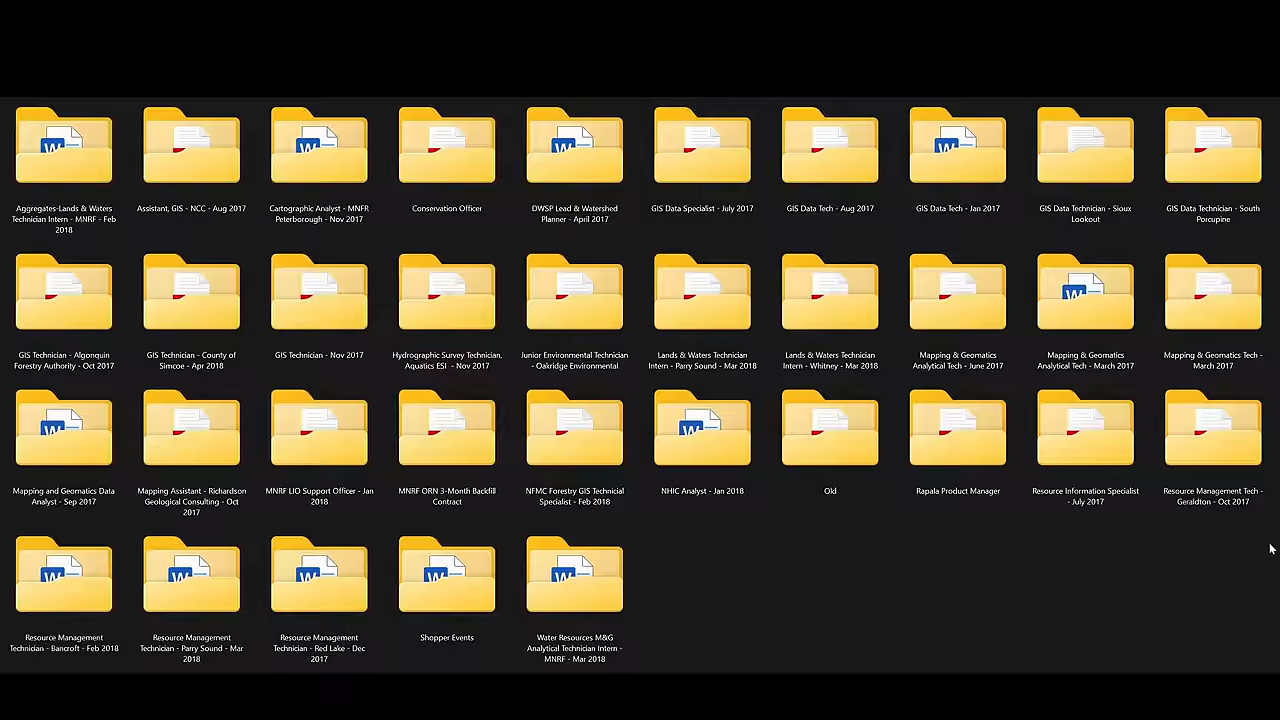 Aggregates-Lands & Waters
Technician Intern - MNRF - Feb
2018
Assistant, GIS - NCC - Aug 2017
Cartographic Analyst - MNFR
Peterborough - Nov 2017
Conservation Officer
DWSP Lead & Watershed
Planner - April 2017
GIS Data Specialist - July 2017
GIS Data Tech - Aug 2017
GIS Data Tech - Jan 2017
GIS Data Technician - Sioux
Lookout
GIS Data Technician - South
Porcupine
GIS Technician - Algonquin
Forestry Authority - Oct 2017
GIS Technician - County of
Simcoe - Apr 2018
GIS Technician - Nov 2017
Hydrographic Survey Technician,
Aquatics ESI - Nov 2017
Junior Environmental Technician
- Oakridge Environmental
Lands & Waters Technician
Intern - Parry Sound - Mar 2018
Lands & Waters Technician
Intern - Whitney - Mar 2018
Mapping & Geomatics
Analytical Tech - June 2017
Mapping & Geomatics
Analytical Tech - March 2017
Mapping & Geomatics Tech -
March 2017
Mapping and Geomatics Data
Analyst - Sep 2017
Mapping Assistant - Richardson
Geological Consulting - Oct
2017
MNRF LIO Support Officer - Jan
2018
MNRF ORN 3-Month Backfill
Contract
NFMC Forestry GIS Technicial
Specialist - Feb 2018
NHIC Analyst - Jan 2018
Old
Rapala Product Manager
Resource Information Specialist
- July 2017
Resource Management Tech -
Geraldton - Oct 2017
Resource Management
Technician - Bancroft - Feb 2018
Resource Management
Technician - Parry Sound - Mar
2018
Resource Management
Technician - Red Lake - Dec
2017
Shopper Events
Water Resources M&G
Analytical Technician Intern -
MNRF - Mar 2018